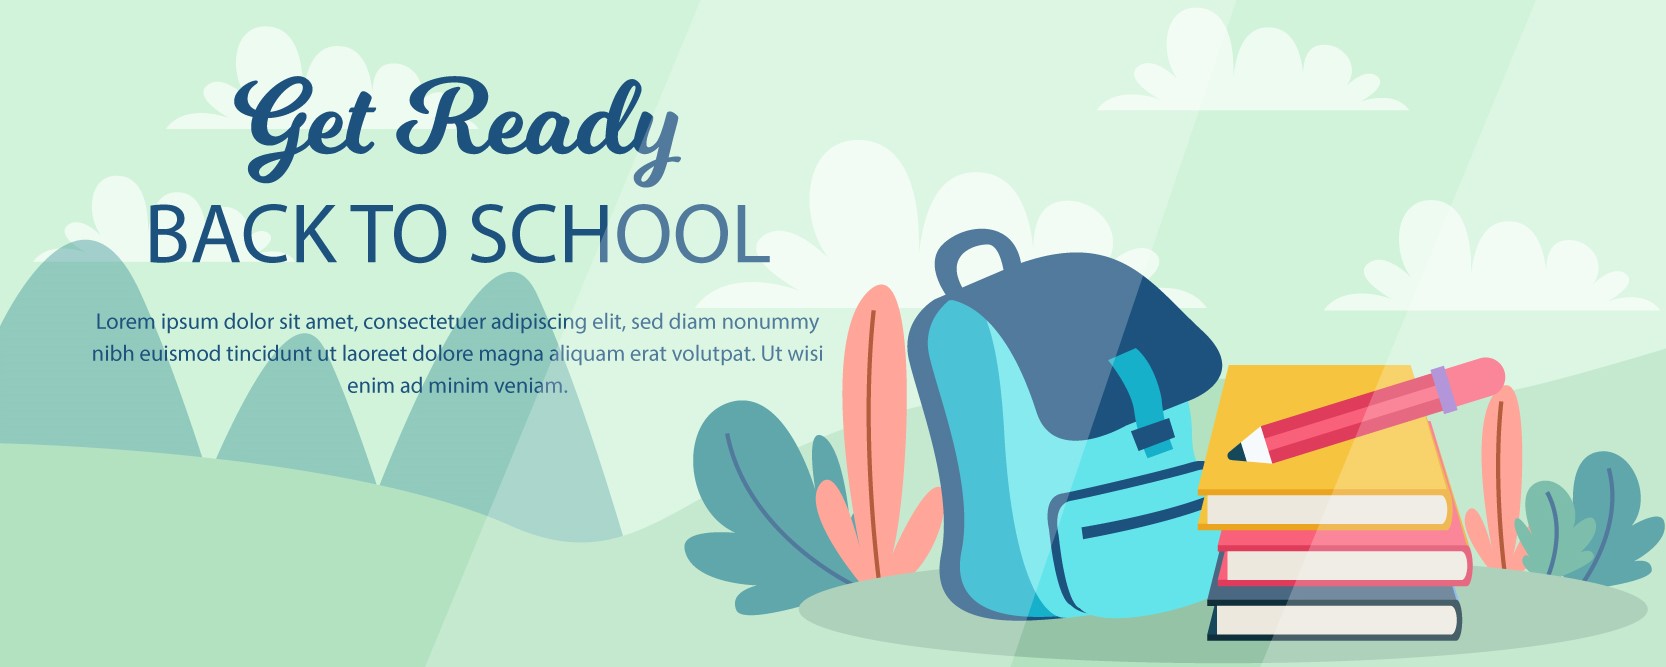 Get Ready
BACK TO SCHOOL
Lorem ipsum dolor sit amet, consectetuer adipiscing elit, sed diam nonummy
nibh euismod tincidunt ut laoreet dolore magna aliquam erat volutpat. Ut wisi
enim ad minim veniam.